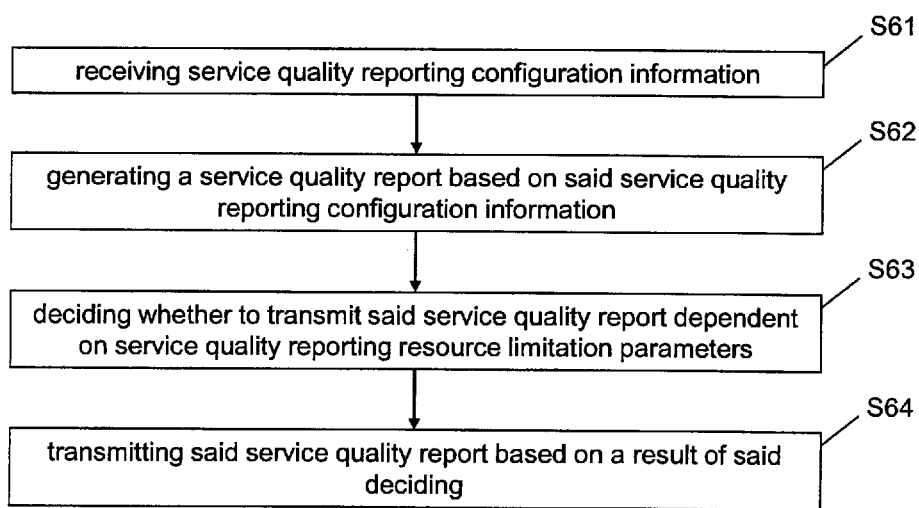 S61
receiving service quality reporting configuration information
S62
generating a service quality report based on said service quality
reporting configuration information
S63
deciding whether to transmit said service quality report dependent
on service quality reporting resource limitation parameters
S64
transmitting said service quality report based on a result of said
deciding